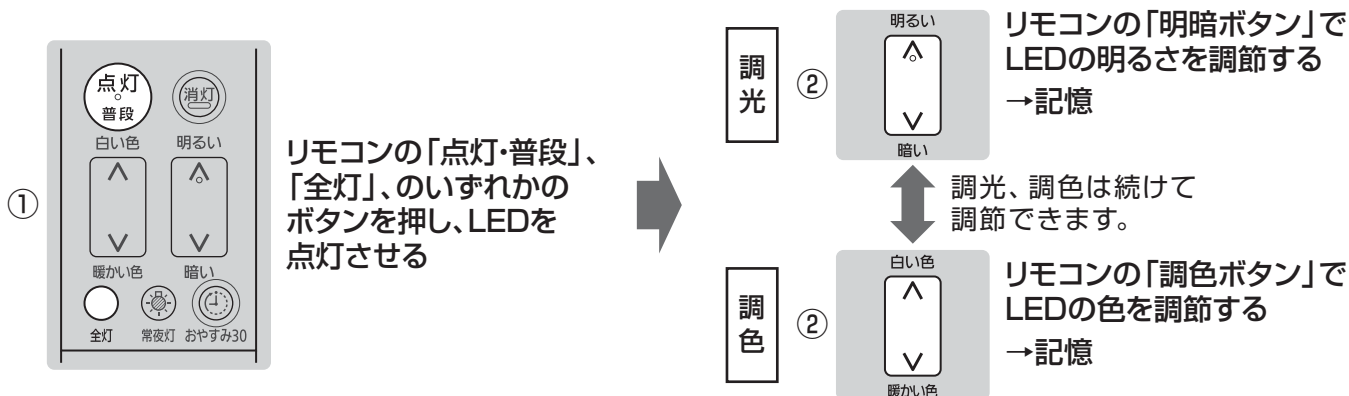 ①
点灯
普段
消灯
白い色
明るい
暖かい色
暗い
全灯
常夜灯
おやすみ30
リモコンの「点灯・普段」、
「全灯」、のいずれかの
ボタンを押し、LEDを
点灯させる
調光
②
明るい
暗い
リモコンの「明暗ボタン」で
LEDの明るさを調節する
→記憶
調光、調色は続けて
調節できます。
調色
②
白い色
暖かい色
リモコンの「調色ボタン」で
LEDの色を調節する
→記憶